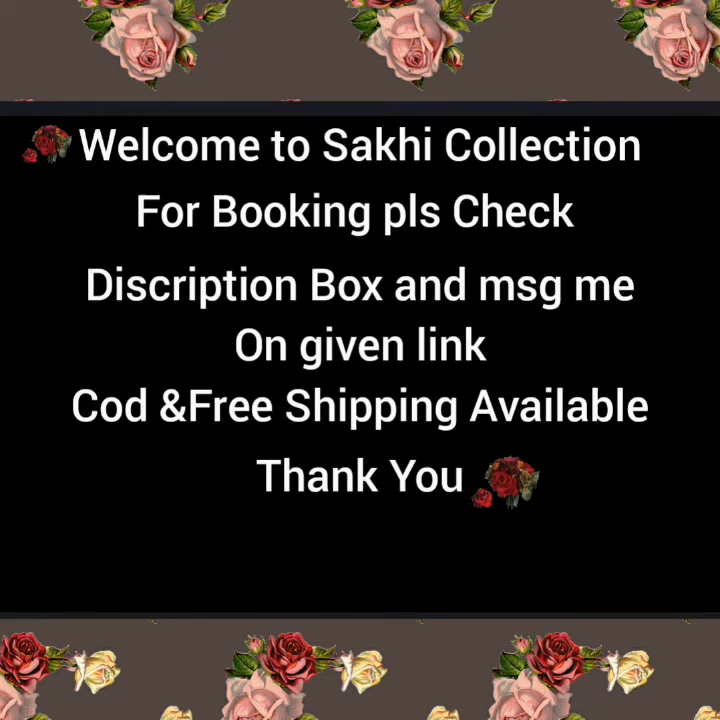 Welcome to Sakhi Collection
For Booking pls Check
Discription Box and msg me
On given link
Cod &Free Shipping Available
Thank You